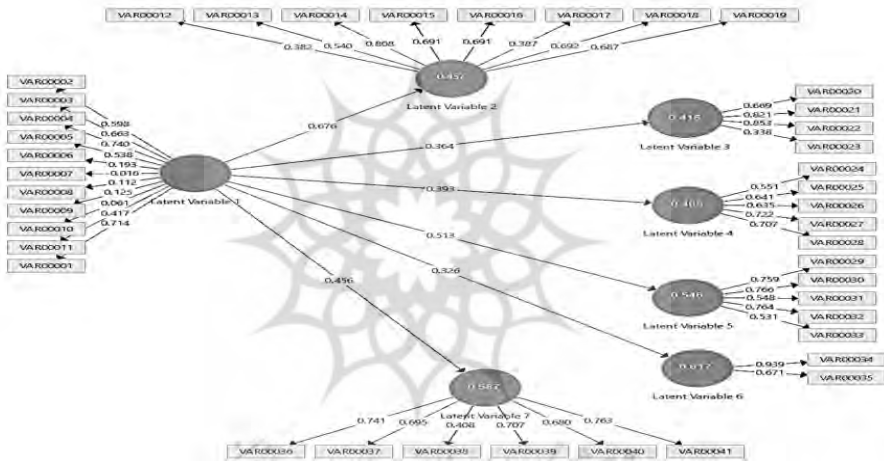 VAR00012 VAR00013 VAR00014 VAR00015 VAR00016 VAR00017 VAR00018 VAR00019
0.382 0.540 0.808 0.691 0.691 0.387 0.692 0.687
0.457
Latent Variable 2
VAR00002
VAR00003
VAR00004
VAR00005
VAR00006
VAR00007
VAR00008
VAR00009
VAR00010
VAR00011
VAR00001
0.598
0.663
0.740
0.538
0.193
0.016
0.112
0.125
0.061
0.417
0.714
Latent Variable 1
0.676
0.364
0.393
0.513
0.326
0.456
Latent Variable 3
0.669
0.821
0.853
0.338
VAR00020
VAR00021
VAR00022
VAR00023
Latent Variable 4
0.551
0.641
0.635
0.722
0.707
VAR00024
VAR00025
VAR00026
VAR00027
VAR00028
0.546
Latent Variable 5
0.759
0.766
0.548
0.764
0.531
VAR00029
VAR00030
VAR00031
VAR00032
VAR00033
0.617
Latent Variable 6
0.939
0.671
VAR00034
VAR00035
0.587
Latent Variable 7
0.741 0.695 0.408 0.707 0.680 0.763
VAR00036 VAR00037 VAR00038 VAR00039 VAR00040 VAR00041